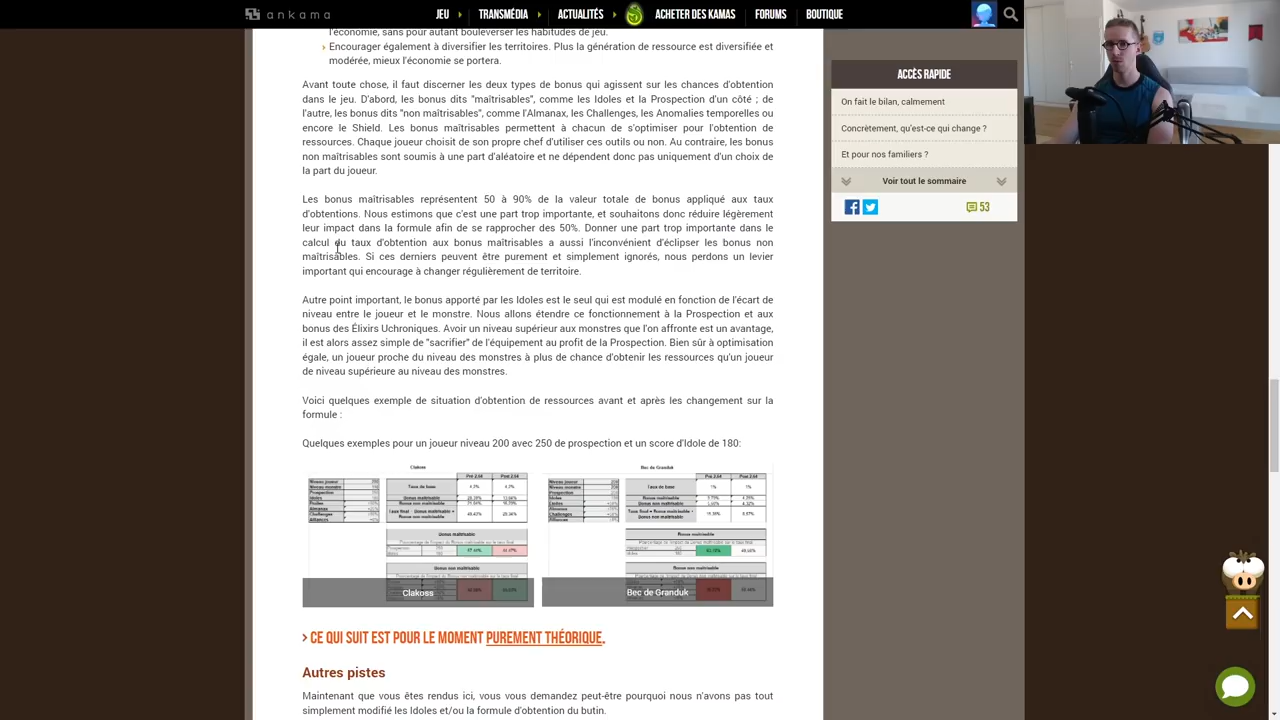 ankama
JEU
TRANSMÉDIA
ACTUALITÉS
ACHETER DES KAMAS
FORUMS
BOUTIQUE
l'économie, sans pour autant bouleverser les habitudes de jeu.
Encourager également à diversifier les territoires. Plus la génération de ressource est diversifiée et
modérée, mieux l'économie se portera.
Avant toute chose, il faut discerner les deux types de bonus qui agissent sur les chances d'obtention
dans le jeu. D'abord, les bonus dits "maîtrisables", comme les Idoles et la Prospection d'un côté ; de
l'autre, les bonus dits "non maîtrisables", comme l'Almanax, les Challenges, les Anomalies temporelles ou
encore le Shield. Les bonus maîtrisables permettent à chacun de s'optimiser pour l'obtention de
ressources. Chaque joueur choisit de son propre chef d'utiliser ces outils ou non. Au contraire, les bonus
non maîtrisables sont soumis à une part d'aléatoire et ne dépendent donc pas uniquement d'un choix de
la part du joueur.
Les bonus maîtrisables représentent 50 à 90% de la valeur totale de bonus appliqué aux taux
d'obtentions. Nous estimons que c'est une part trop importante, et souhaitons donc réduire légèrement
leur impact dans la formule afin de se rapprocher des 50%. Donner une part trop importante dans le
calcul du taux d'obtention aux bonus maîtrisables a aussi l'inconvénient d'éclipser les bonus non
maîtrisables. Si ces derniers peuvent être purement et simplement ignorés, nous perdons un levier
important qui encourage à changer régulièrement de territoire.
Autre point important, le bonus apporté par les Idoles est le seul qui est modulé en fonction de l'écart de
niveau entre le joueur et le monstre. Nous allons étendre ce fonctionnement à la Prospection et aux
bonus des Élixirs Uchroniques. Avoir un niveau supérieur aux monstres que l'on affronte est un avantage,
il est alors assez simple de "sacrifier" de l'équipement au profit de la Prospection. Bien sûr à optimisation
égale, un joueur proche du niveau des monstres à plus de chance d'obtenir les ressources qu'un joueur
de niveau supérieure au niveau des monstres.
Voici quelques exemple de situation d'obtention de ressources avant et après les changement sur la
formule :
Quelques exemples pour un joueur niveau 200 avec 250 de prospection et un score d'Idole de 180:
Clakoss
Bec de Granduk
Taux de base
Taux de base
Clakoss
Bec de Granduk
> CE QUI SUIT EST POUR LE MOMENT PUREMENT THÉORIQUE.
Autres pistes
Maintenant que vous êtes rendus ici, vous vous demandez peut-être pourquoi nous n'avons pas tout
simplement modifié les Idoles et/ou la formule d'obtention du butin.
ACCÈS RAPIDE
On fait le bilan, calmement
Concrètement, qu'est-ce qui change ?
Et pour nos familiers ?
Voir tout le sommaire
53